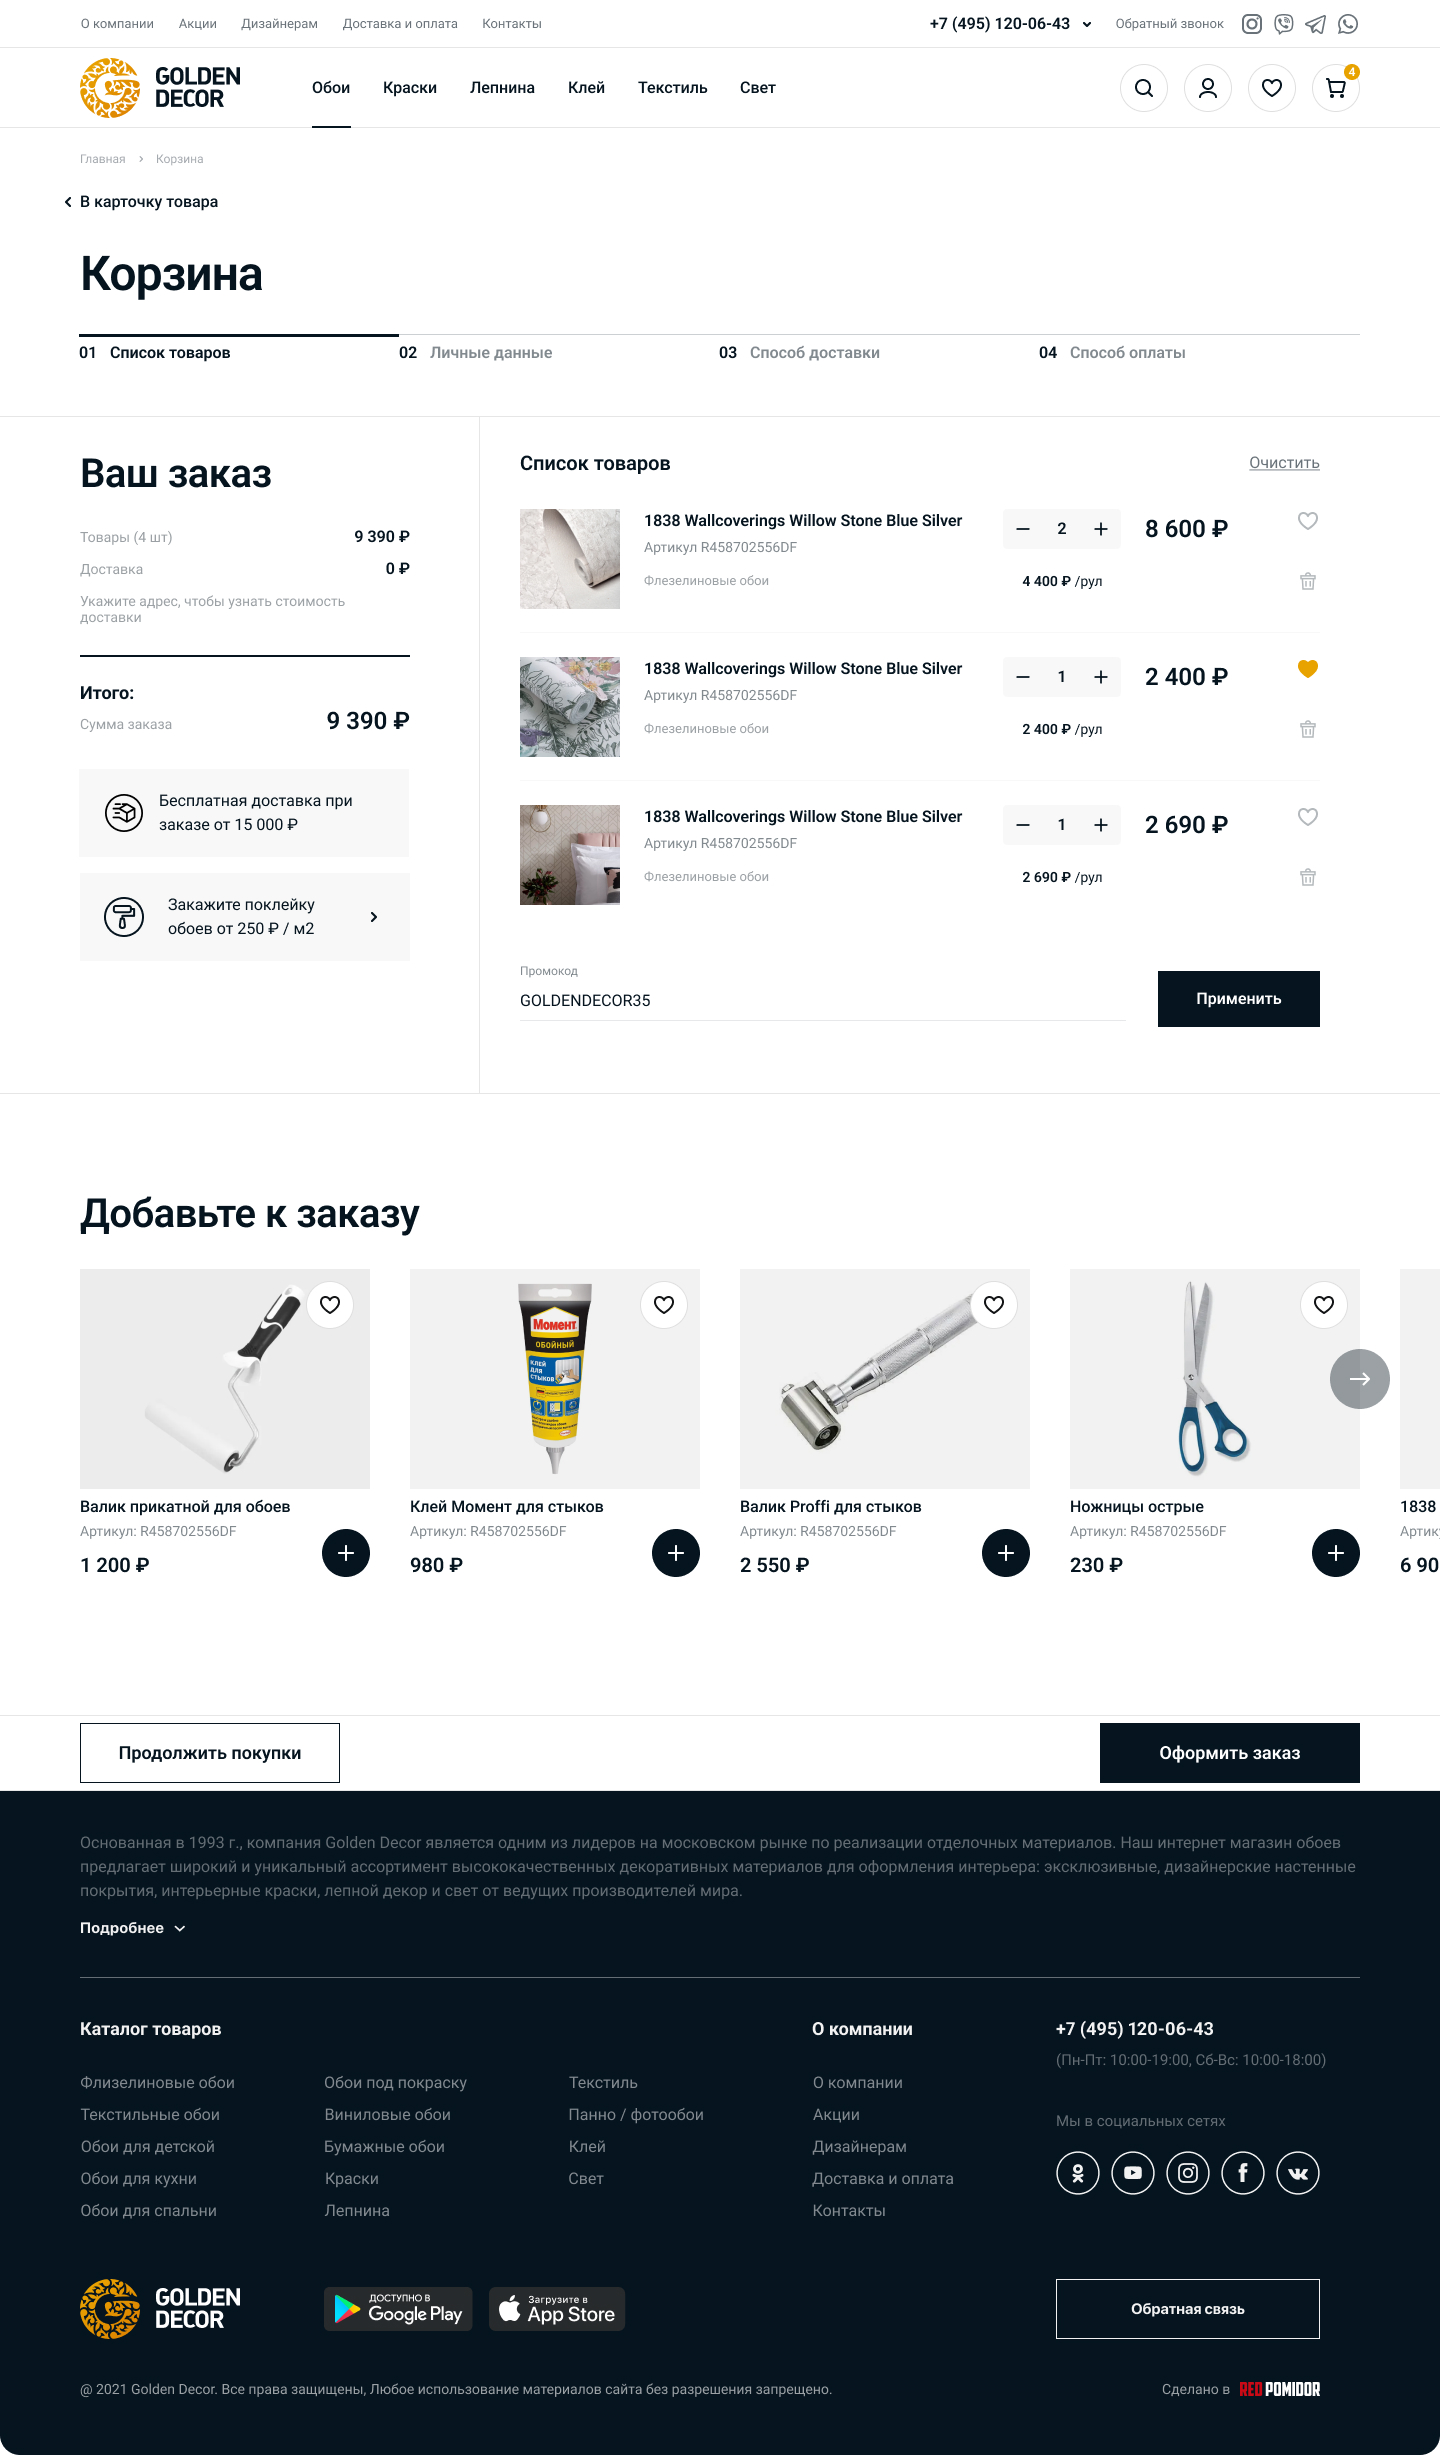 О компании Акции Дизайнерам Доставка и оплата Контакты +7 (495) 120-06-43 Обратный звонок
GOLDEN
DECOR
Обои Краски Лепнина Клей Текстиль Свет 4
Главная Корзина
В карточку товара
Корзина
01 Список товаров 02 Личные данные 03 Способ доставки 04 Способ оплаты
Ваш заказ
Товары (4 шт) 9 390 ₽
Доставка 0 ₽
Укажите адрес, чтобы узнать стоимость
доставки
Итого:
Сумма заказа 9 390 ₽
Бесплатная доставка при
заказе от 15 000 ₽
Закажите поклейку
обоев от 250 ₽ / м2
Список товаров Очистить
1838 Wallcoverings Willow Stone Blue Silver 2 8 600 ₽
Артикул R458702556DF
Флезелиновые обои 4 400 ₽ /рул
1838 Wallcoverings Willow Stone Blue Silver 1 2 400 ₽
Артикул R458702556DF
Флезелиновые обои 2 400 ₽ /рул
1838 Wallcoverings Willow Stone Blue Silver 1 2 690 ₽
Артикул R458702556DF
Флезелиновые обои 2 690 ₽ /рул
Промокод
GOLDENDECOR35
Применить
Добавьте к заказу
Момент
ОБОЙНЫЙ
КЛЕЙ
ДЛЯ
СТЫКОВ
Валик прикатной для обоев Клей Момент для стыков Валик Proffi для стыков Ножницы острые 1838
Артикул: R458702556DF Артикул: R458702556DF Артикул: R458702556DF Артикул: R458702556DF Артику
1 200 ₽ 980 ₽ 2 550 ₽ 230 ₽ 6 90
Продолжить покупки Оформить заказ
Основанная в 1993 г., компания Golden Decor является одним из лидеров на московском рынке по реализации отделочных материалов. Наш интернет магазин обоев
предлагает широкий и уникальный ассортимент высококачественных декоративных материалов для оформления интерьера: эксклюзивные, дизайнерские настенные
покрытия, интерьерные краски, лепной декор и свет от ведущих производителей мира.
Подробнее
Каталог товаров О компании +7 (495) 120-06-43
(Пн-Пт: 10:00-19:00, Сб-Вс: 10:00-18:00)
Флизелиновые обои Обои под покраску Текстиль О компании
Текстильные обои Виниловые обои Панно / фотообои Акции Мы в социальных сетях
Обои для детской Бумажные обои Клей Дизайнерам
Обои для кухни Краски Свет Доставка и оплата
Обои для спальни Лепнина Контакты
GOLDEN
DECOR
ДОСТУПНО В
Google Play
Загрузите в
App Store
Обратная связь
@ 2021 Golden Decor. Все права защищены, Любое использование материалов сайта без разрешения запрещено. Сделано в RED POMIDOR